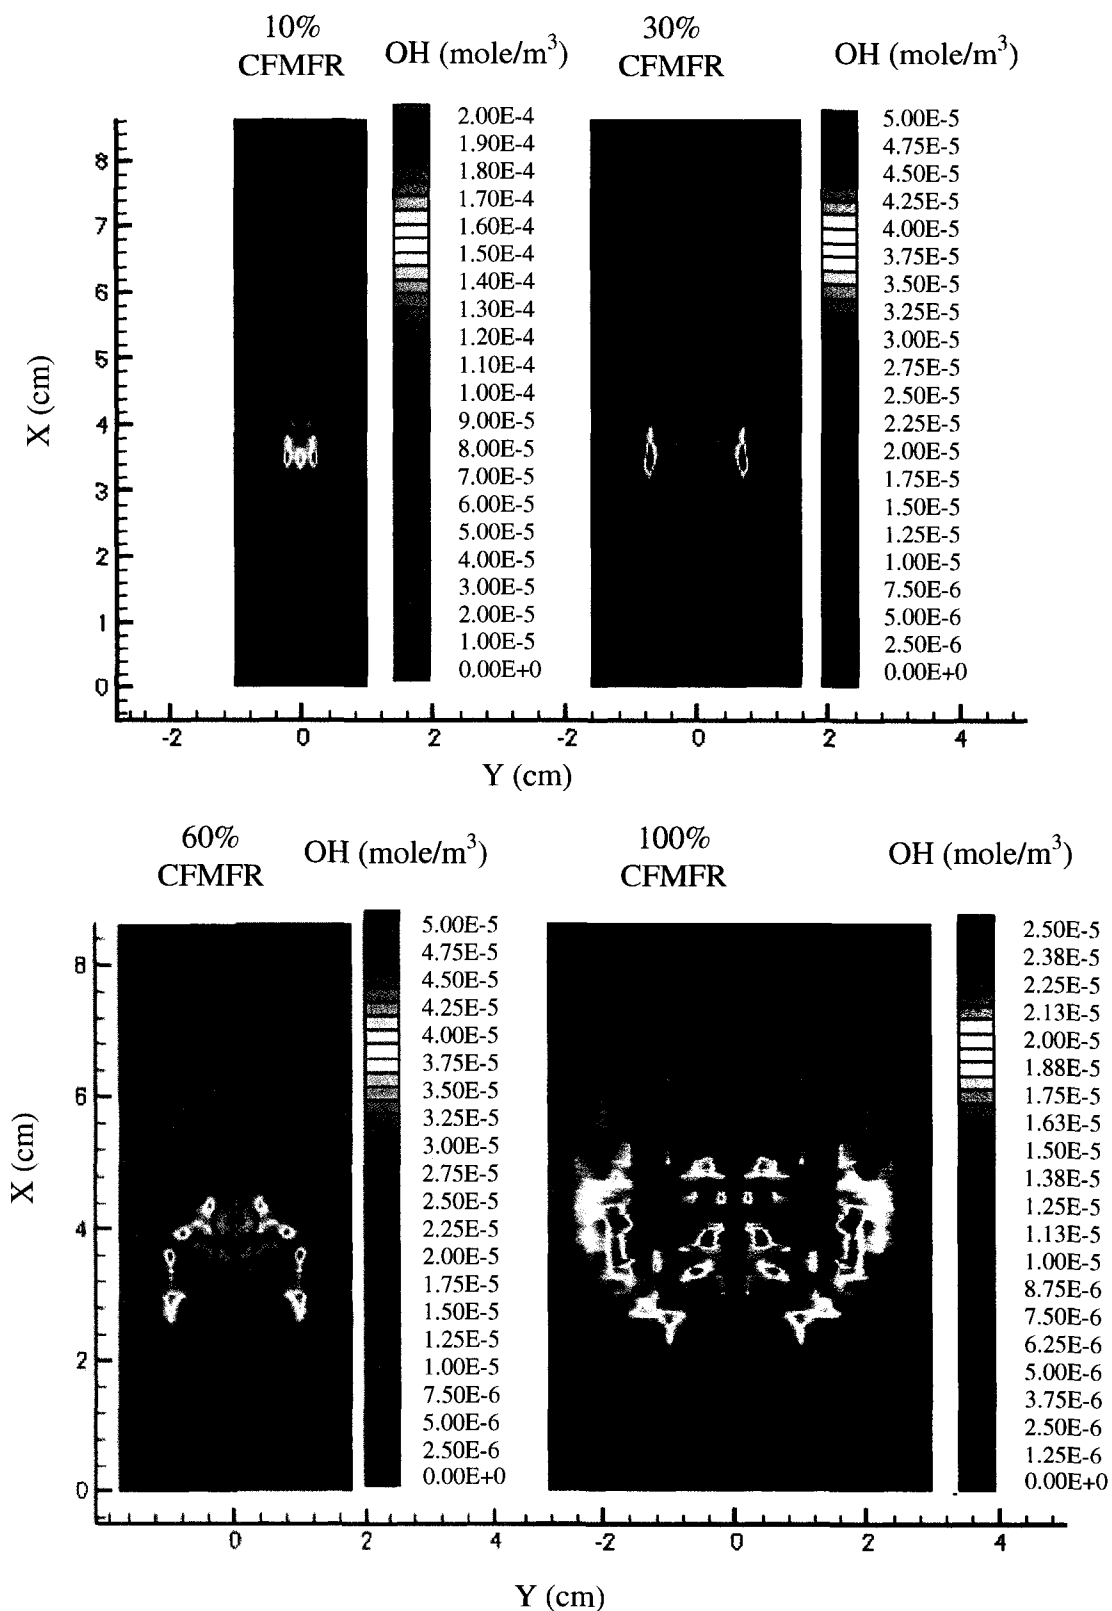 10%
CFMFR
OH (mole/m³)
30%
CFMFR
OH (mole/m³)
2.00E-4
1.90E-4
1.80E-4
1.70E-4
1.60E-4
1.50E-4
1.40E-4
1.30E-4
1.20E-4
1.10E-4
1.00E-4
9.00E-5
8.00E-5
7.00E-5
6.00E-5
5.00E-5
4.00E-5
3.00E-5
2.00E-5
1.00E-5
0.00E+0
5.00E-5
4.75E-5
4.50E-5
4.25E-5
4.00E-5
3.75E-5
3.50E-5
3.25E-5
3.00E-5
2.75E-5
2.50E-5
2.25E-5
2.00E-5
1.75E-5
1.50E-5
1.25E-5
1.00E-5
7.50E-6
5.00E-6
2.50E-6
0.00E+0
8
7
6
5
4
3
2
1
0
X (cm)
-2 0 2 -2 0 2 4
Y (cm)
60%
CFMFR
OH (mole/m³)
100%
CFMFR
OH (mole/m³)
5.00E-5
4.75E-5
4.50E-5
4.25E-5
4.00E-5
3.75E-5
3.50E-5
3.25E-5
3.00E-5
2.75E-5
2.50E-5
2.25E-5
2.00E-5
1.75E-5
1.50E-5
1.25E-5
1.00E-5
7.50E-6
5.00E-6
2.50E-6
0.00E+0
2.50E-5
2.38E-5
2.25E-5
2.13E-5
2.00E-5
1.88E-5
1.75E-5
1.63E-5
1.50E-5
1.38E-5
1.25E-5
1.13E-5
1.00E-5
8.75E-6
7.50E-6
6.25E-6
5.00E-6
3.75E-6
2.50E-6
1.25E-6
0.00E+0
8
6
4
2
0
X (cm)
0 2 -2 0 2 4
Y (cm)